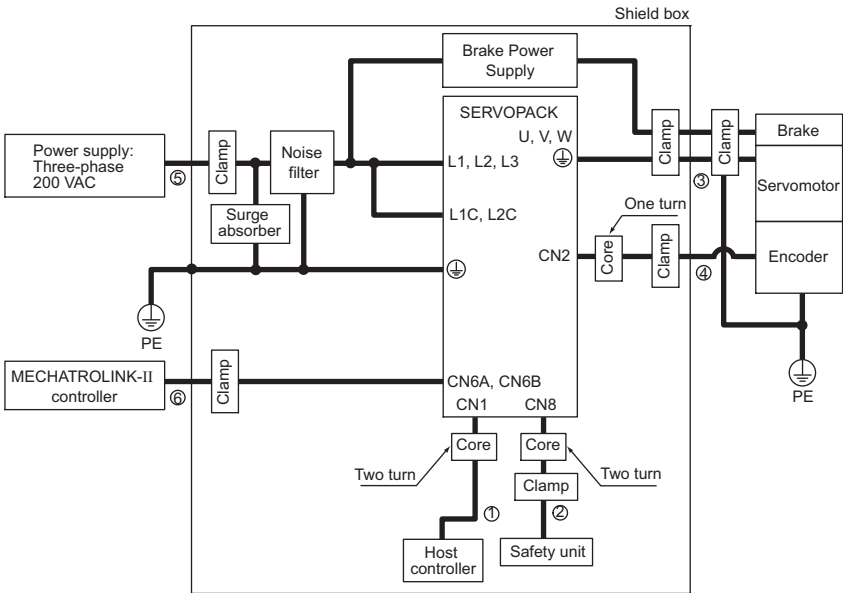 Shield box
Brake Power
Supply
SERVOPACK
U, V, W
Clamp
Clamp
Brake
Power supply:
Three-phase
200 VAC
⑤
Clamp
Noise
filter
L1, L2, L3
③
Servomotor
Surge
absorber
L1C, L2C
One turn
CN2
Core
Clamp
④
Encoder
PE
MECHATROLINK-II
controller
⑥
Clamp
CN6A, CN6B
PE
CN1
CN8
Core
Core
Two turn
Two turn
Clamp
①
②
Host
controller
Safety unit